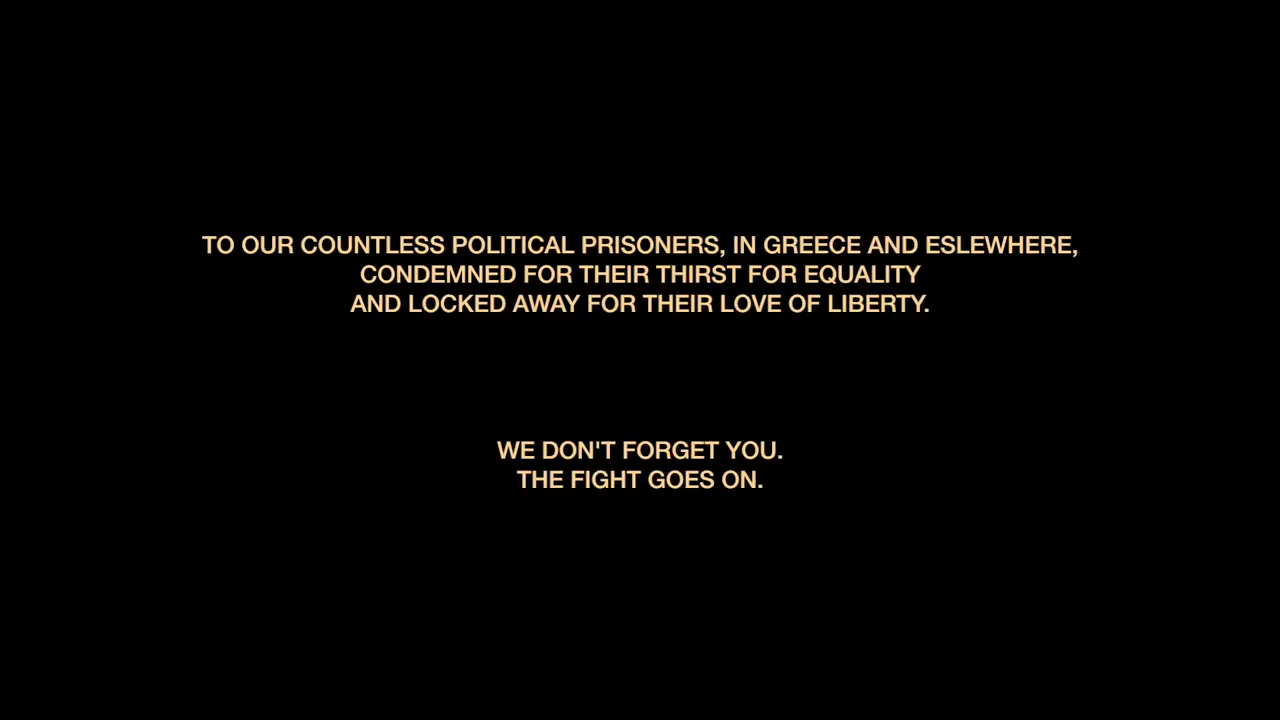 TO OUR COUNTLESS POLITICAL PRISONERS, IN GREECE AND ESLEWHERE,
CONDEMNED FOR THEIR THIRST FOR EQUALITY
AND LOCKED AWAY FOR THEIR LOVE OF LIBERTY.
WE DON'T FORGET YOU.
THE FIGHT GOES ON.